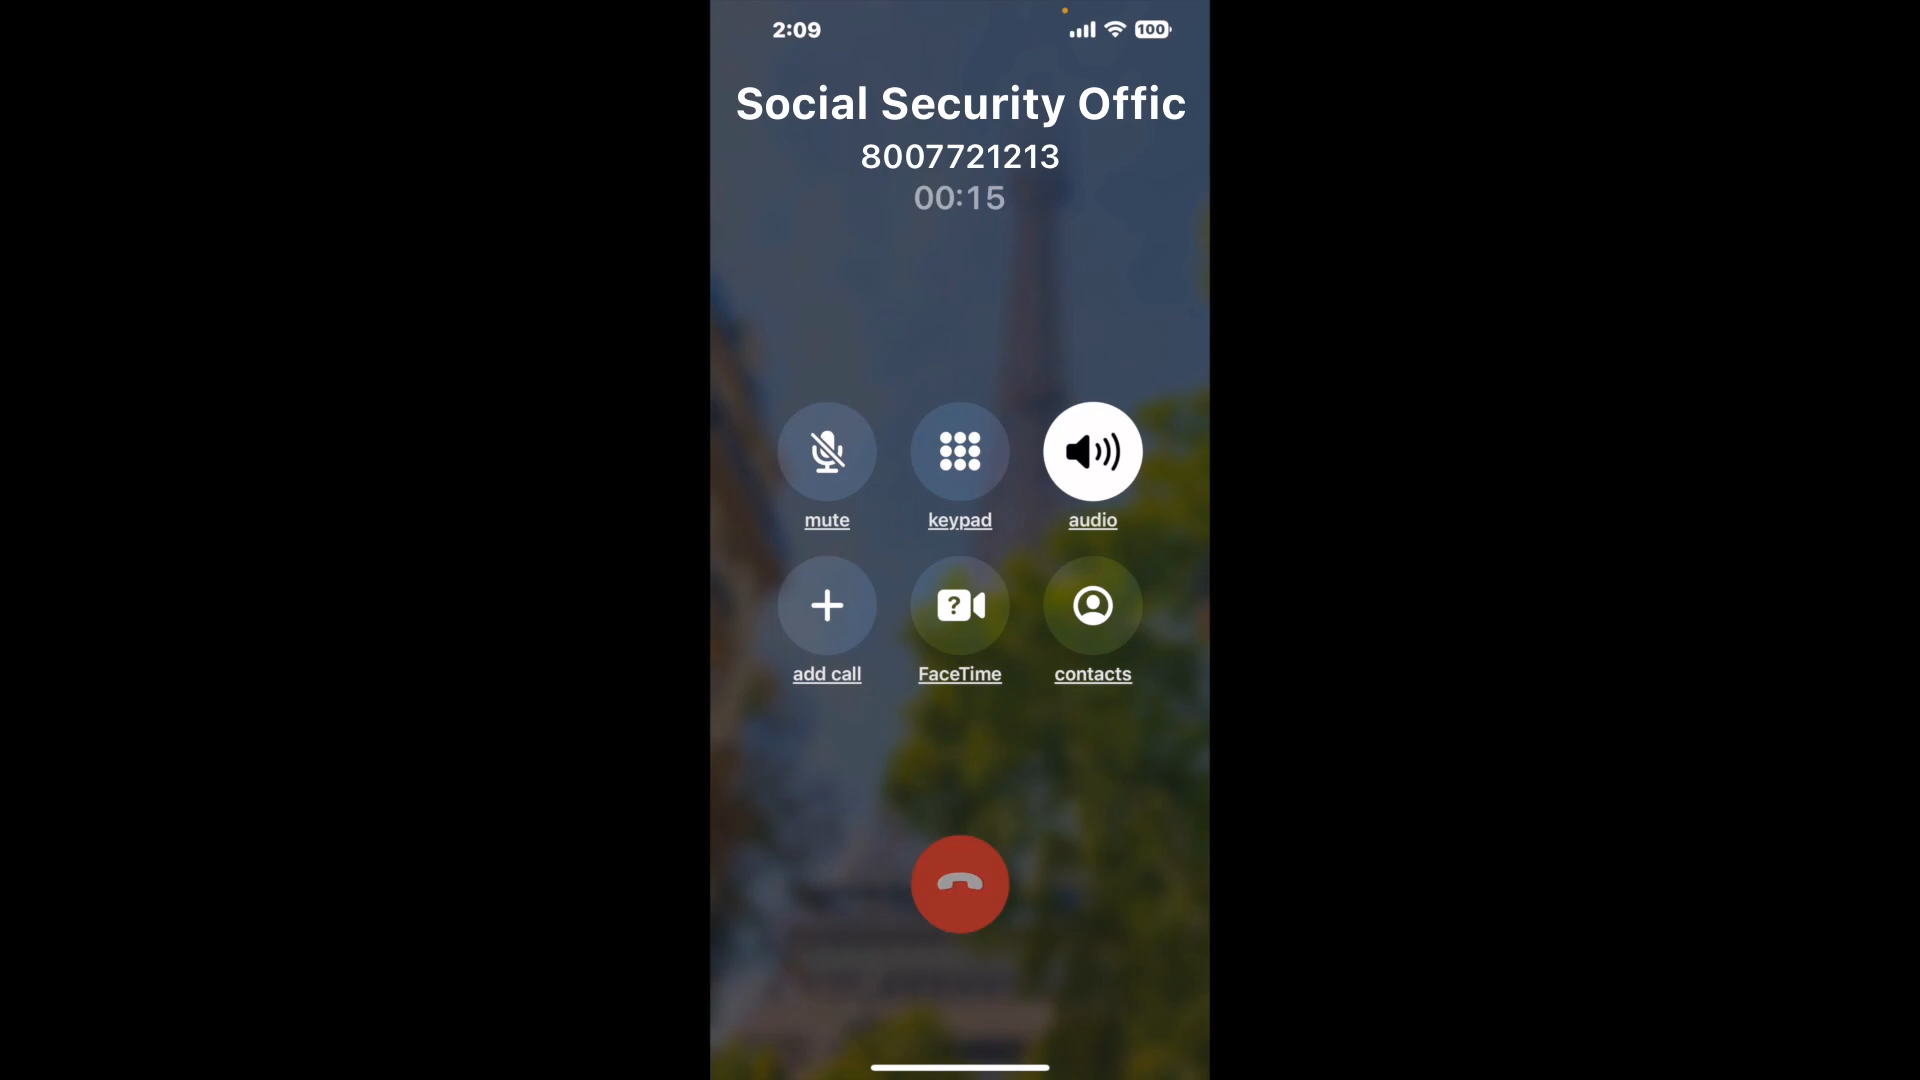 2:09
100
Social Security Offic
8007721213
00:15
mute
keypad
audio
?
add call
FaceTime
contacts